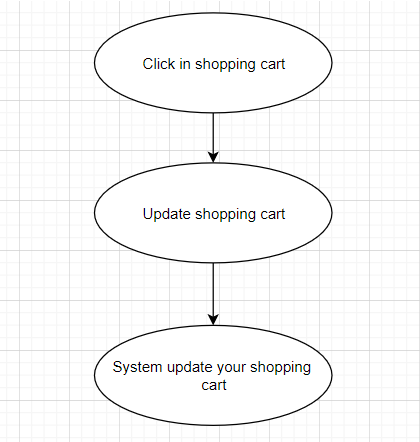 Click in shopping cart
Update shopping cart
System update your shopping
cart